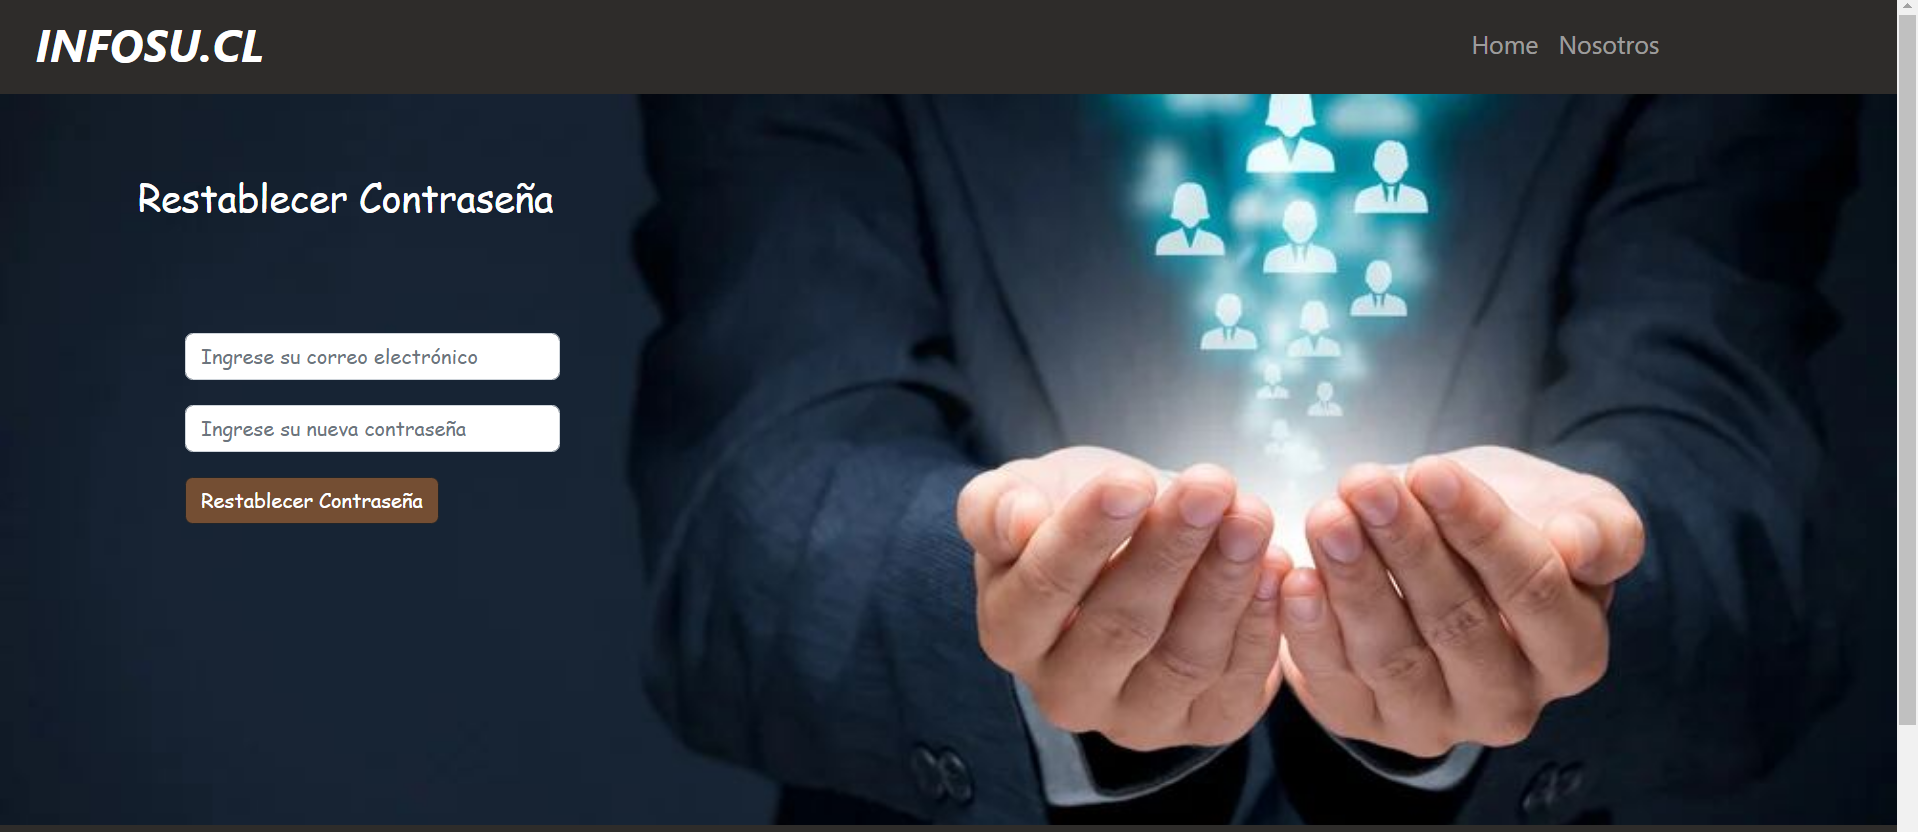 INFOSU.CL
Home Nosotros
Restablecer Contraseña
Ingrese su correo electrónico
Ingrese su nueva contraseña
Restablecer Contraseña